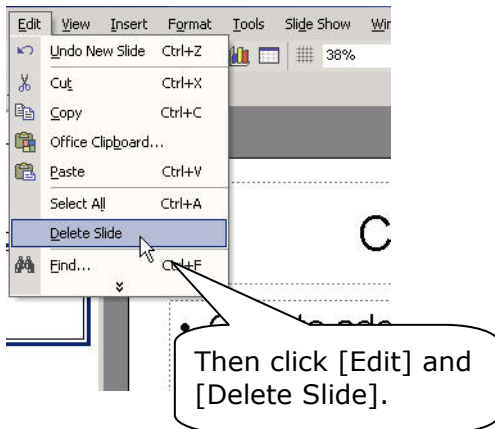 Edit View Insert Format Tools Slide Show
Undo New Slide Ctrl+Z
38%
Cut Ctrl+X
Copy Ctrl+C
Office Clipboard...
Paste Ctrl+V
Select All Ctrl+A
Delete Slide
C
Find...
Then click [Edit] and
[Delete Slide].